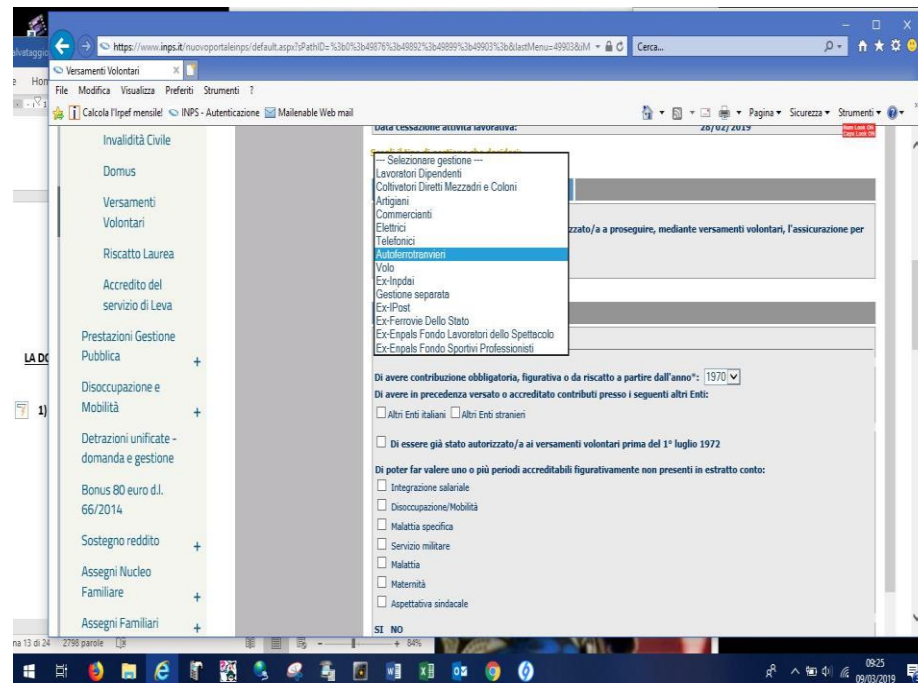 https://www.inps.it/nuovoportaleinps/default.aspx?sPathID=%3b0%3b49876%3b49892%3b49899%3b49903%3b&lastMenu=49903&iM
Cerca...
Versamenti Volontari
File Modifica Visualizza Preferiti Strumenti ?
Calcola l'Irpef mensile! INPS - Autenticazione Mailenable Web mail
Pagina Sicurezza Strumenti
Invalidità Civile
Domus
Versamenti
Volontari
Riscatto Laurea
Accredito del
servizio di Leva
Prestazioni Gestione
Pubblica +
Disoccupazione e
Mobilità +
Detrazioni unificate -
domanda e gestione
Bonus 80 euro d.l.
66/2014
Sostegno reddito +
Assegni Nucleo
Familiare +
Assegni Familiari +
Data cessazione attività lavorativa: 28/02/2019
--- Selezionare gestione ---
Lavoratori Dipendenti
Coltivatori Diretti Mezzadri e Coloni
Artigiani
Commercianti
Elettrici
Telefonici
Autoferrotranvieri
Volo
Ex-Inpdai
Gestione separata
Ex-IPost
Ex-Ferrovie Dello Stato
Ex-Enpals Fondo Lavoratori dello Spettacolo
Ex-Enpals Fondo Sportivi Professionisti
zzato/a a proseguire, mediante versamenti volontari, l'assicurazione per
Di avere contribuzione obbligatoria, figurativa o da riscatto a partire dall'anno*: 1970
Di avere in precedenza versato o accreditato contributi presso i seguenti altri Enti:
Altri Enti italiani Altri Enti stranieri
Di essere già stato autorizzato/a ai versamenti volontari prima del 1° luglio 1972
Di poter far valere uno o più periodi accreditabili figurativamente non presenti in estratto conto:
Integrazione salariale
Disoccupazione/Mobilità
Malattia specifica
Servizio militare
Malattia
Maternità
Aspettativa sindacale
SI NO
LA DO
1)
na 13 di 24 2798 parole
84%
09:25
09/03/2019